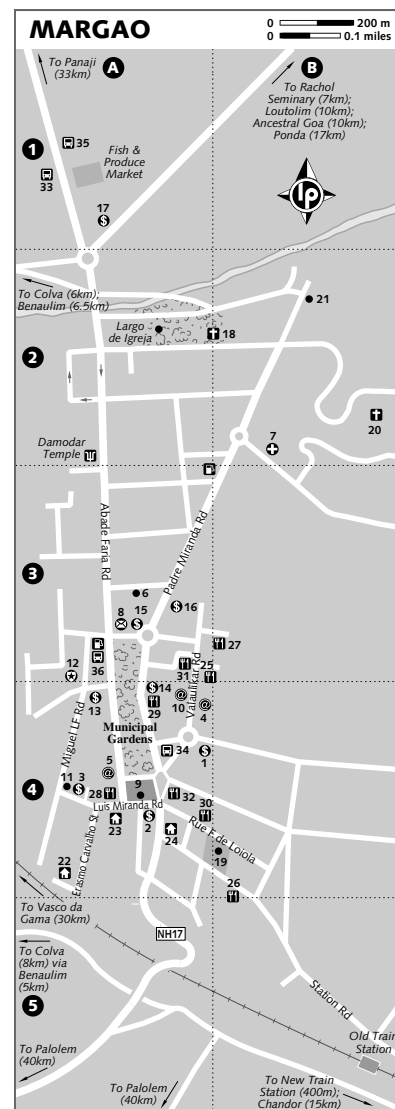 MARGAO
0 200 m
0 0.1 miles
To Panaji
(33km)
A
B
To Rachol
Seminary (7km);
Loutolim (10km);
Ancestral Goa (10km);
Ponda (17km)
1
35
Fish &
Produce
Market
33
lp
17
To Colva (6km);
Benaulim (6.5km)
21
Largo
de Igreja
18
2
20
7
Damodar
Temple
Abade Faria Rd
Padre Miranda Rd
3
6
8
15
16
27
12
36
31
25
Valaulikar Rd
14
10
4
29
13
Miguel LF Rd
Municipal
Gardens
34
1
5
4
11
3
28
9
32
30
Luis Miranda Rd
23
2
24
Rue F de Loiola
19
Erasmo Carvalho St
22
26
To Vasco da
Gama (30km)
NH17
To Colva
(8km) via
Benaulim
(5km)
5
Station Rd
Old Train
Station
To Palolem
(40km)
To Palolem
(40km)
To New Train
Station (400m);
Chandor (15km)